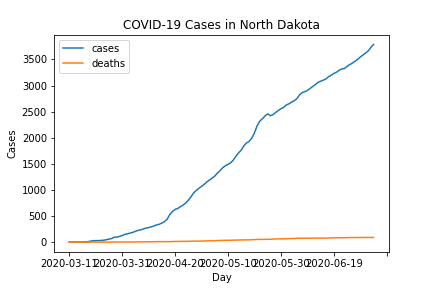 COVID-19 Cases in North Dakota
cases
deaths
3500
3000
2500
2000
1500
1000
500
0
Cases
2020-03-11 2020-03-31 2020-04-20 2020-05-10 2020-05-30 2020-06-19
Day